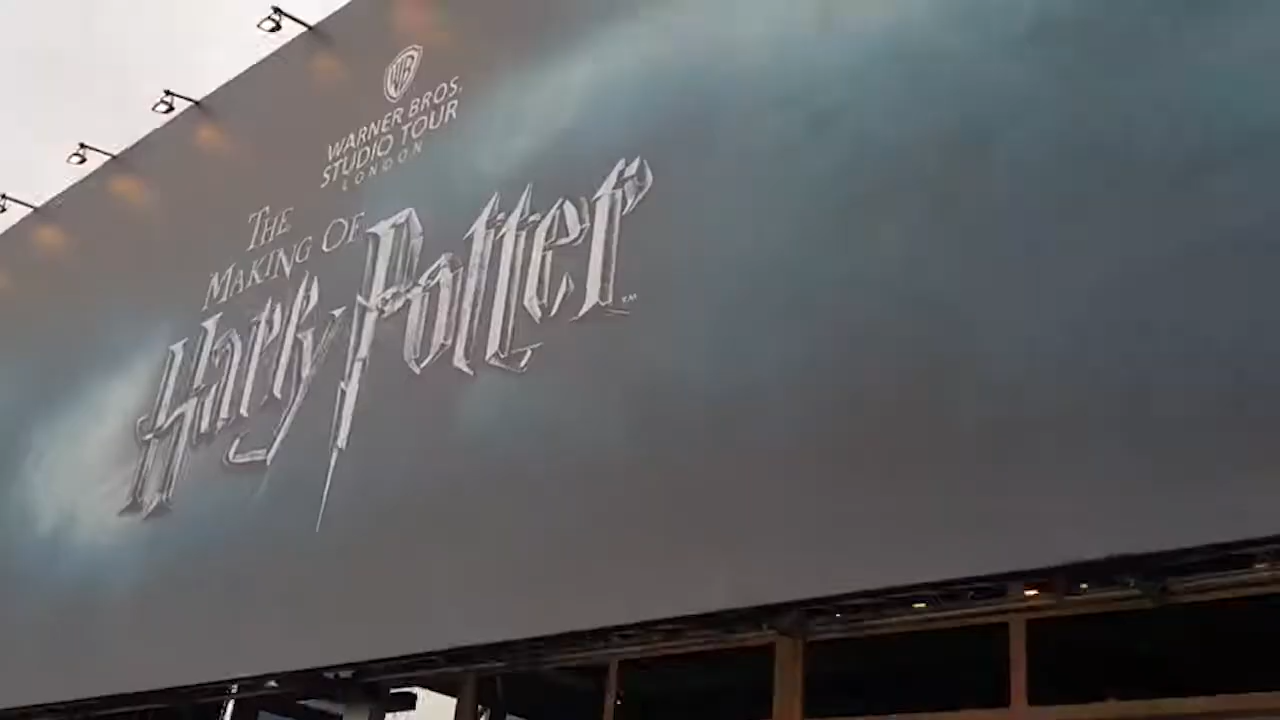 WB
WARNER BROS.
STUDIO TOUR
LONDON
THE
MAKING OF
Harry Potter
TM